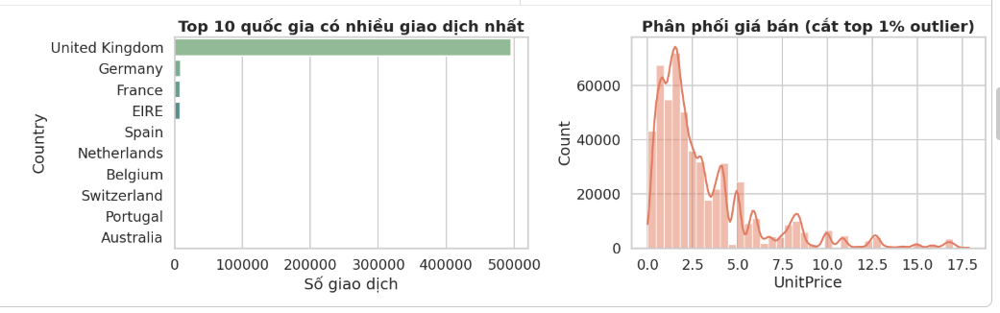 Top 10 quốc gia có nhiều giao dịch nhất
Country
United Kingdom
Germany
France
EIRE
Spain
Netherlands
Belgium
Switzerland
Portugal
Australia
0 100000 200000 300000 400000 500000
Số giao dịch
Phân phối giá bán (cắt top 1% outlier)
Count
60000
40000
20000
0
0.0 2.5 5.0 7.5 10.0 12.5 15.0 17.5
UnitPrice